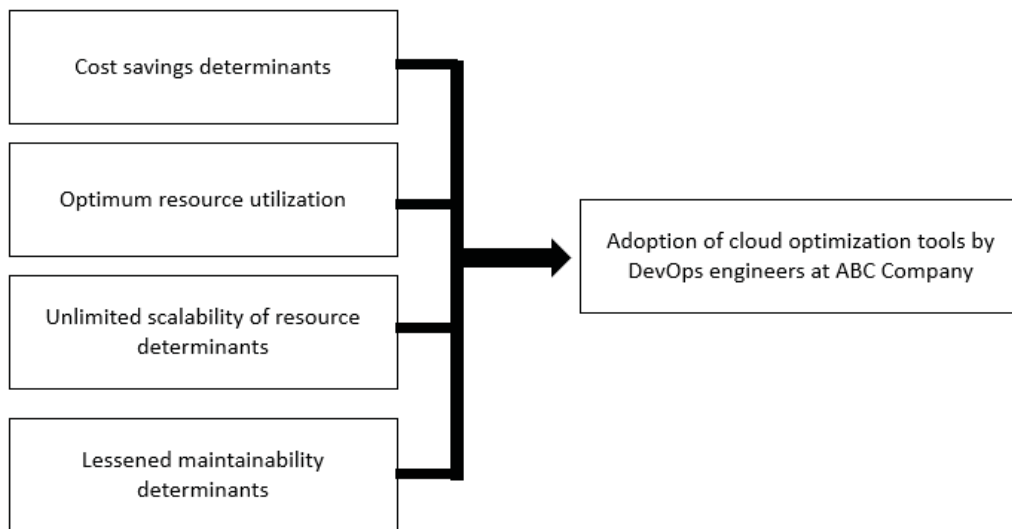 Cost savings determinants
Optimum resource utilization
Unlimited scalability of resource
determinants
Lessened maintainability
determinants
Adoption of cloud optimization tools by
DevOps engineers at ABC Company